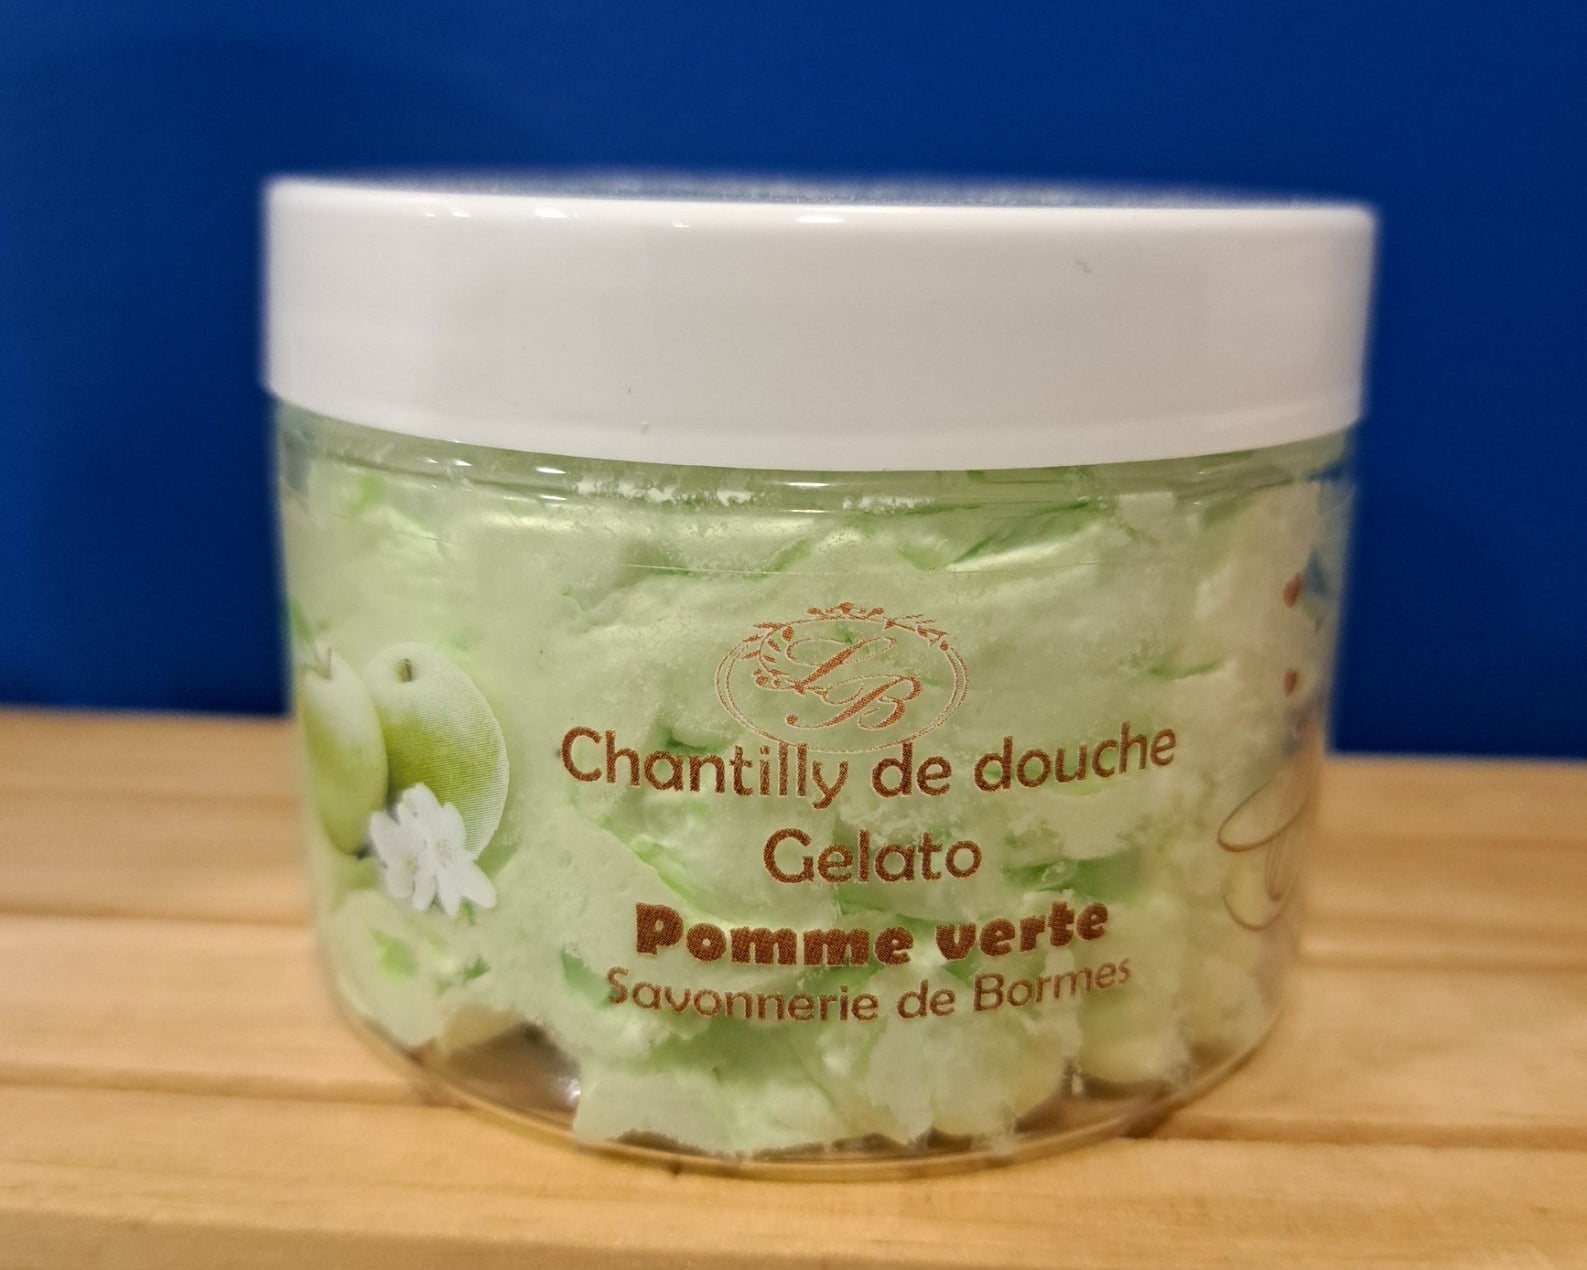 LB
Chantilly de douche
Gelato
Pomme verte
Savonnerie de Bormes